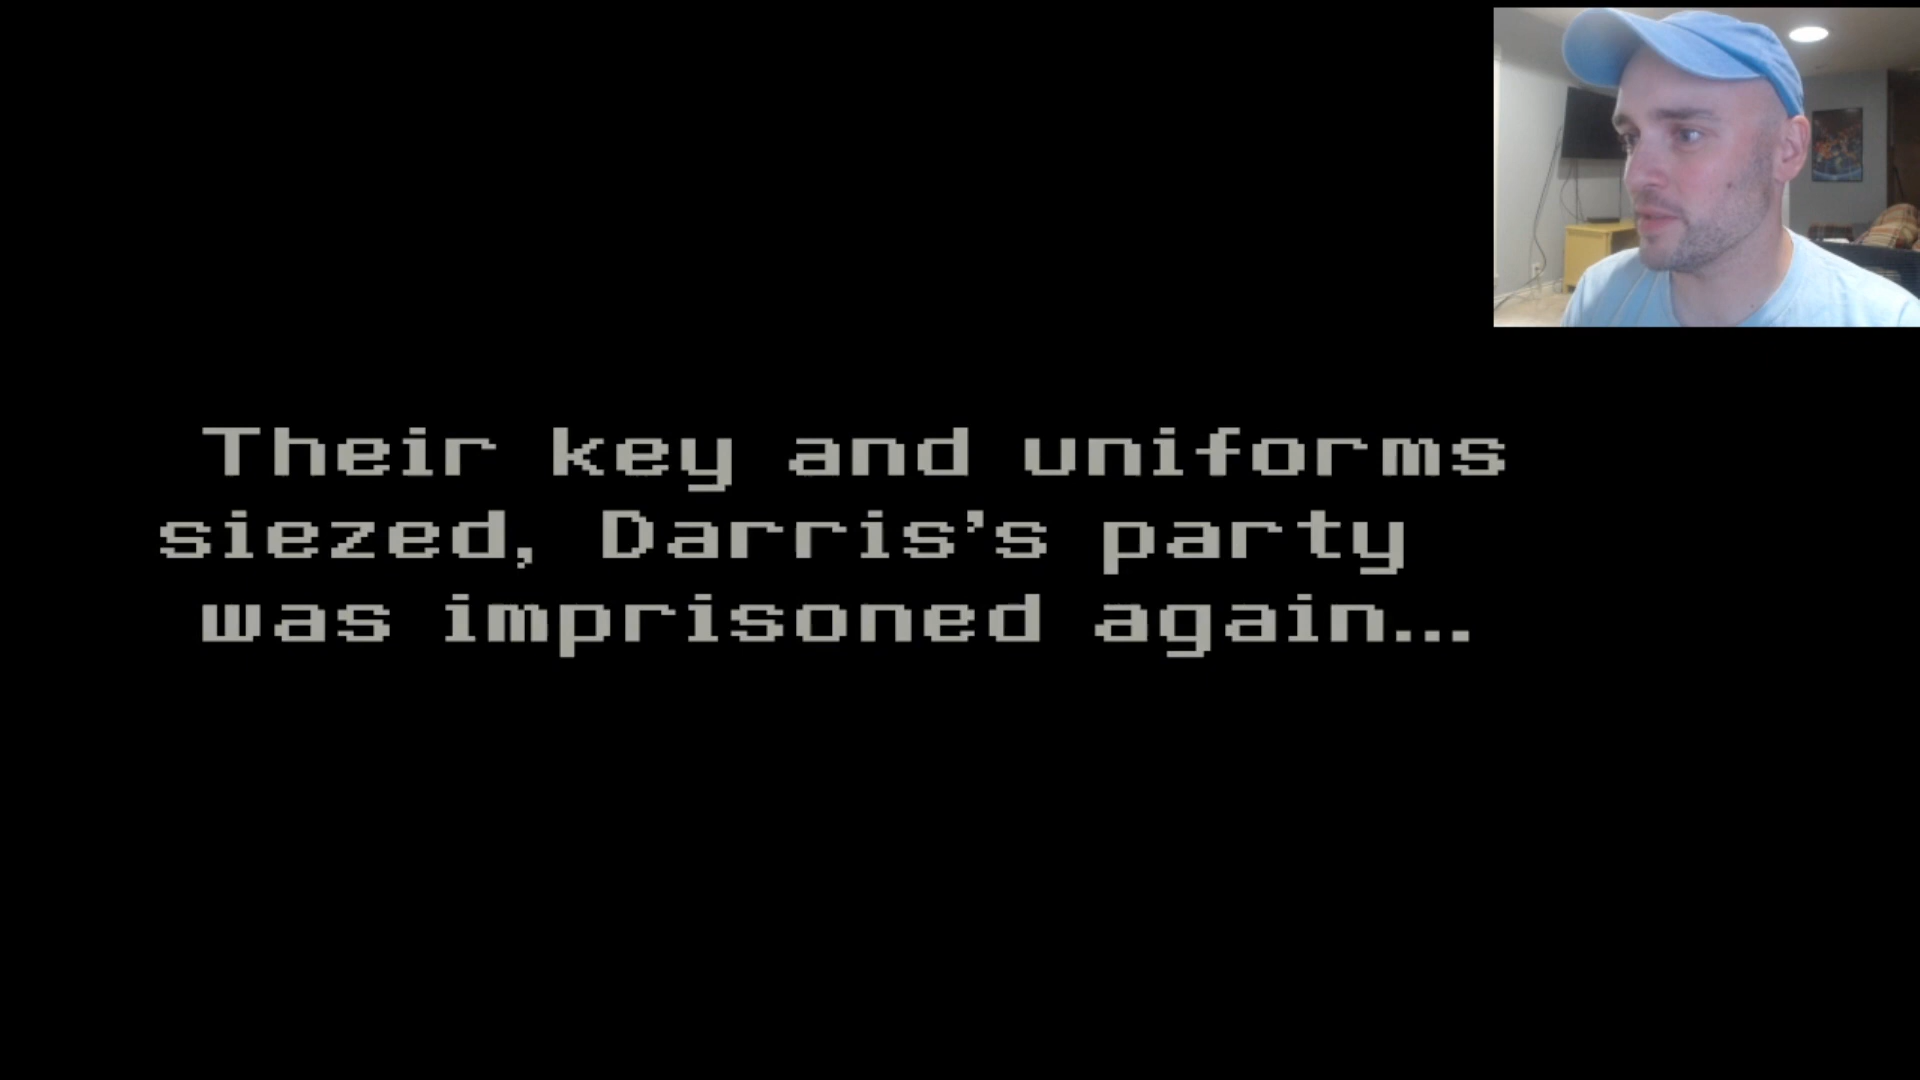 Their key and uniforms
siezed, Darris's party
was imprisoned again...